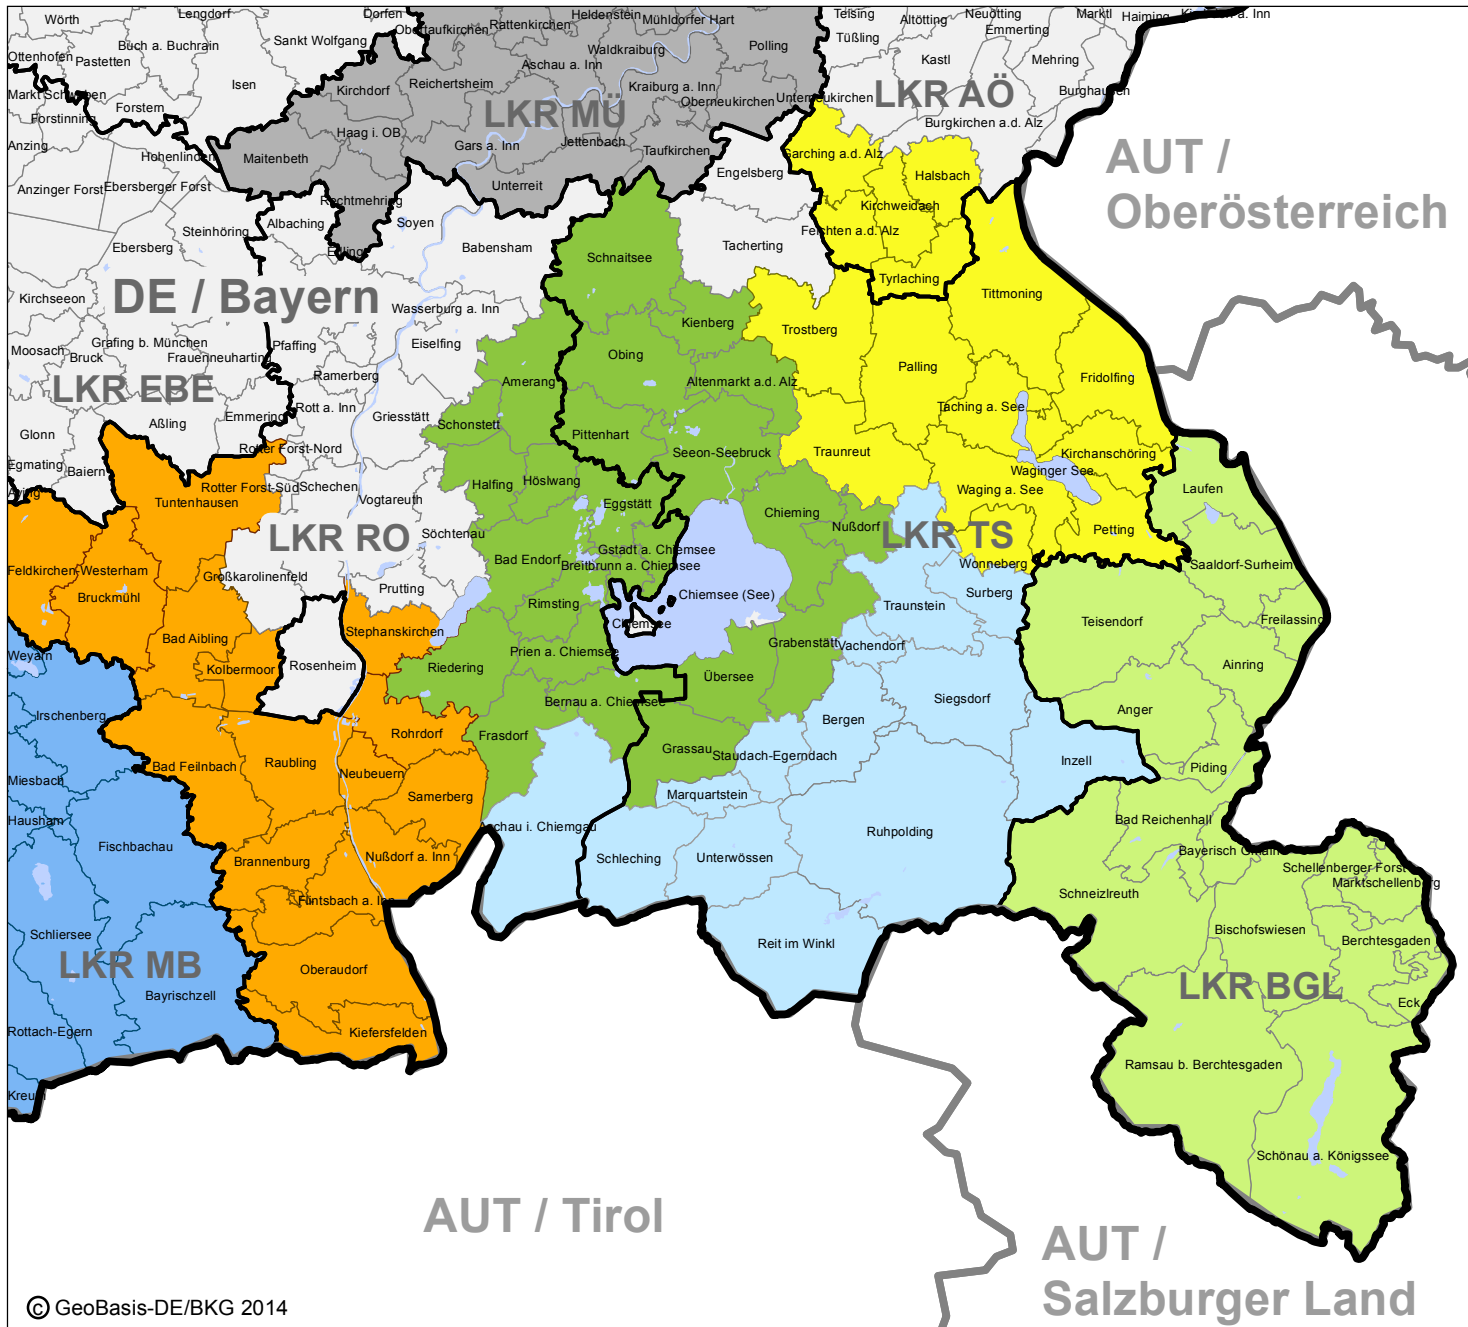 Wörth
Lengdorf
Dorfen
Obertaufkirchen
Rattenkirchen
Heldenstein
Mühldorfer Hart
Teising
Altötting
Neuötting
Marktl
Haiming
Emmerting
Tüßling
Buch a. Buchrain
Sankt Wolfgang
Ottenhofen
Pastetten
Isen
Waldkraiburg
Polling
Aschau a. Inn
Reichertsheim
Kraiburg a. Inn
Kastl
Mehring
Markt Schwaben
Kirchdorf
LKR MÜ
Oberneukirchen
Unterneukirchen
LKR AÖ
Burghausen
Forstern
Forstinning
Haag i. OB
Burgkirchen a.d. Alz
Anzing
Hohenlinden
Maitenbeth
Gars a. Inn
Jettenbach
Taufkirchen
Garching a.d. Alz
AUT /
Oberösterreich
Engelsberg
Halsbach
Anzinger Forst
Ebersberger Forst
Unterreit
Rechtmehring
Kirchweidach
Albaching
Soyen
Steinhöring
Feichten a.d. Alz
Ebersberg
Edling
Babensham
Tacherting
Schnaitsee
Tyrlaching
Tittmoning
DE / Bayern
Kirchseeon
Wasserburg a. Inn
Kienberg
Trostberg
Grafing b. München
Moosach
Bruck
Frauenneuharting
Pfaffing
Eiselfing
Obing
Palling
Fridolfing
LKR EBE
Ramerberg
Amerang
Altenmarkt a.d. Alz
Rott a. Inn
Taching a. See
Aßling
Emmering
Griesstätt
Schonstett
Glonn
Pittenhart
Rotter Forst-Nord
Traunreut
Seeon-Seebruck
Kirchanschöring
Egmating
Baiern
Waginger See
Aying
Tuntenhausen
Rotter Forst-Süd
Schechen
Vogtareuth
Halfing
Höslwang
Eggstätt
Waging a. See
Laufen
Chieming
Nußdorf
LKR RO
Söchtenau
LKR TS
Petting
Bad Endorf
Gstadt a. Chiemsee
Breitbrunn a. Chiemsee
Wonneberg
Saaldorf-Surheim
Feldkirchen
Westerham
Großkarolinenfeld
Prutting
Bruckmühl
Rimsting
Chiemsee (See)
Surberg
Traunstein
Teisendorf
Freilassing
Chiemsee
Bad Aibling
Stephanskirchen
Weyarn
Kolbermoor
Rosenheim
Riedering
Prien a. Chiemsee
Grabenstätt
Vachendorf
Ainring
Übersee
Irschenberg
Bernau a. Chiemsee
Siegsdorf
Anger
Bergen
Rohrdorf
Frasdorf
Grassau
Staudach-Egerndach
Inzell
Piding
Bad Feilnbach
Raubling
Neubeuern
Miesbach
Samerberg
Marquartstein
Hausham
Aschau i. Chiemgau
Ruhpolding
Bad Reichenhall
Fischbachau
Brannenburg
Nußdorf a. Inn
Schleching
Unterwössen
Bayerisch Gmain
Schellenberger Forst
Marktschellenberg
Flintsbach a. Inn
Schneizlreuth
Schliersee
Bischofswiesen
Berchtesgaden
Reit im Winkl
LKR MB
Oberaudorf
LKR BGL
Bayrischzell
Eck
Rottach-Egern
Kiefersfelden
Ramsau b. Berchtesgaden
Kreuth
Schönau a. Königssee
AUT / Tirol
AUT /
Salzburger Land
© GeoBasis-DE/BKG 2014